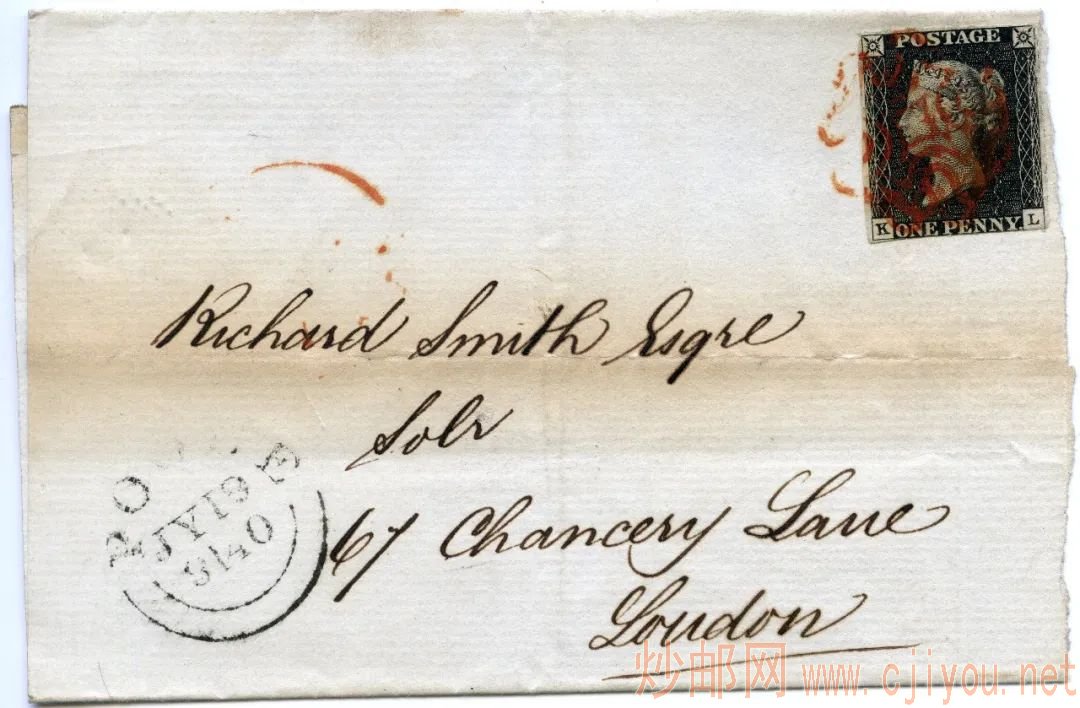 POSTAGE
K ONE PENNY L
Richard Smith Esqre
Solr
67 Chancery Lane
London
JY 19
1840
炒邮网 www.cjiyou.net